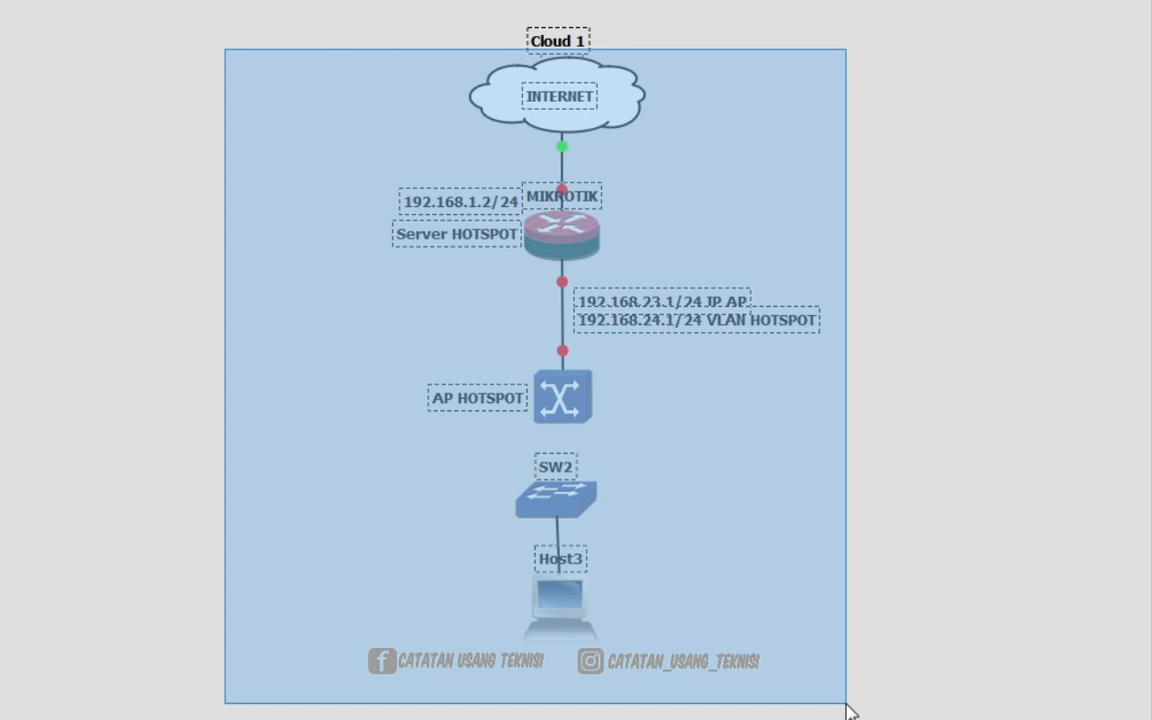 Cloud 1
INTERNET
MIKROTIK
192.168.1.2/24
Server HOTSPOT
192.168.23.1/24 IP AP
192.168.24.1/24 VLAN HOTSPOT
AP HOTSPOT
SW2
Host3
CATATAN USANG TEKNISI
CATATAN_USANG_TEKNISI